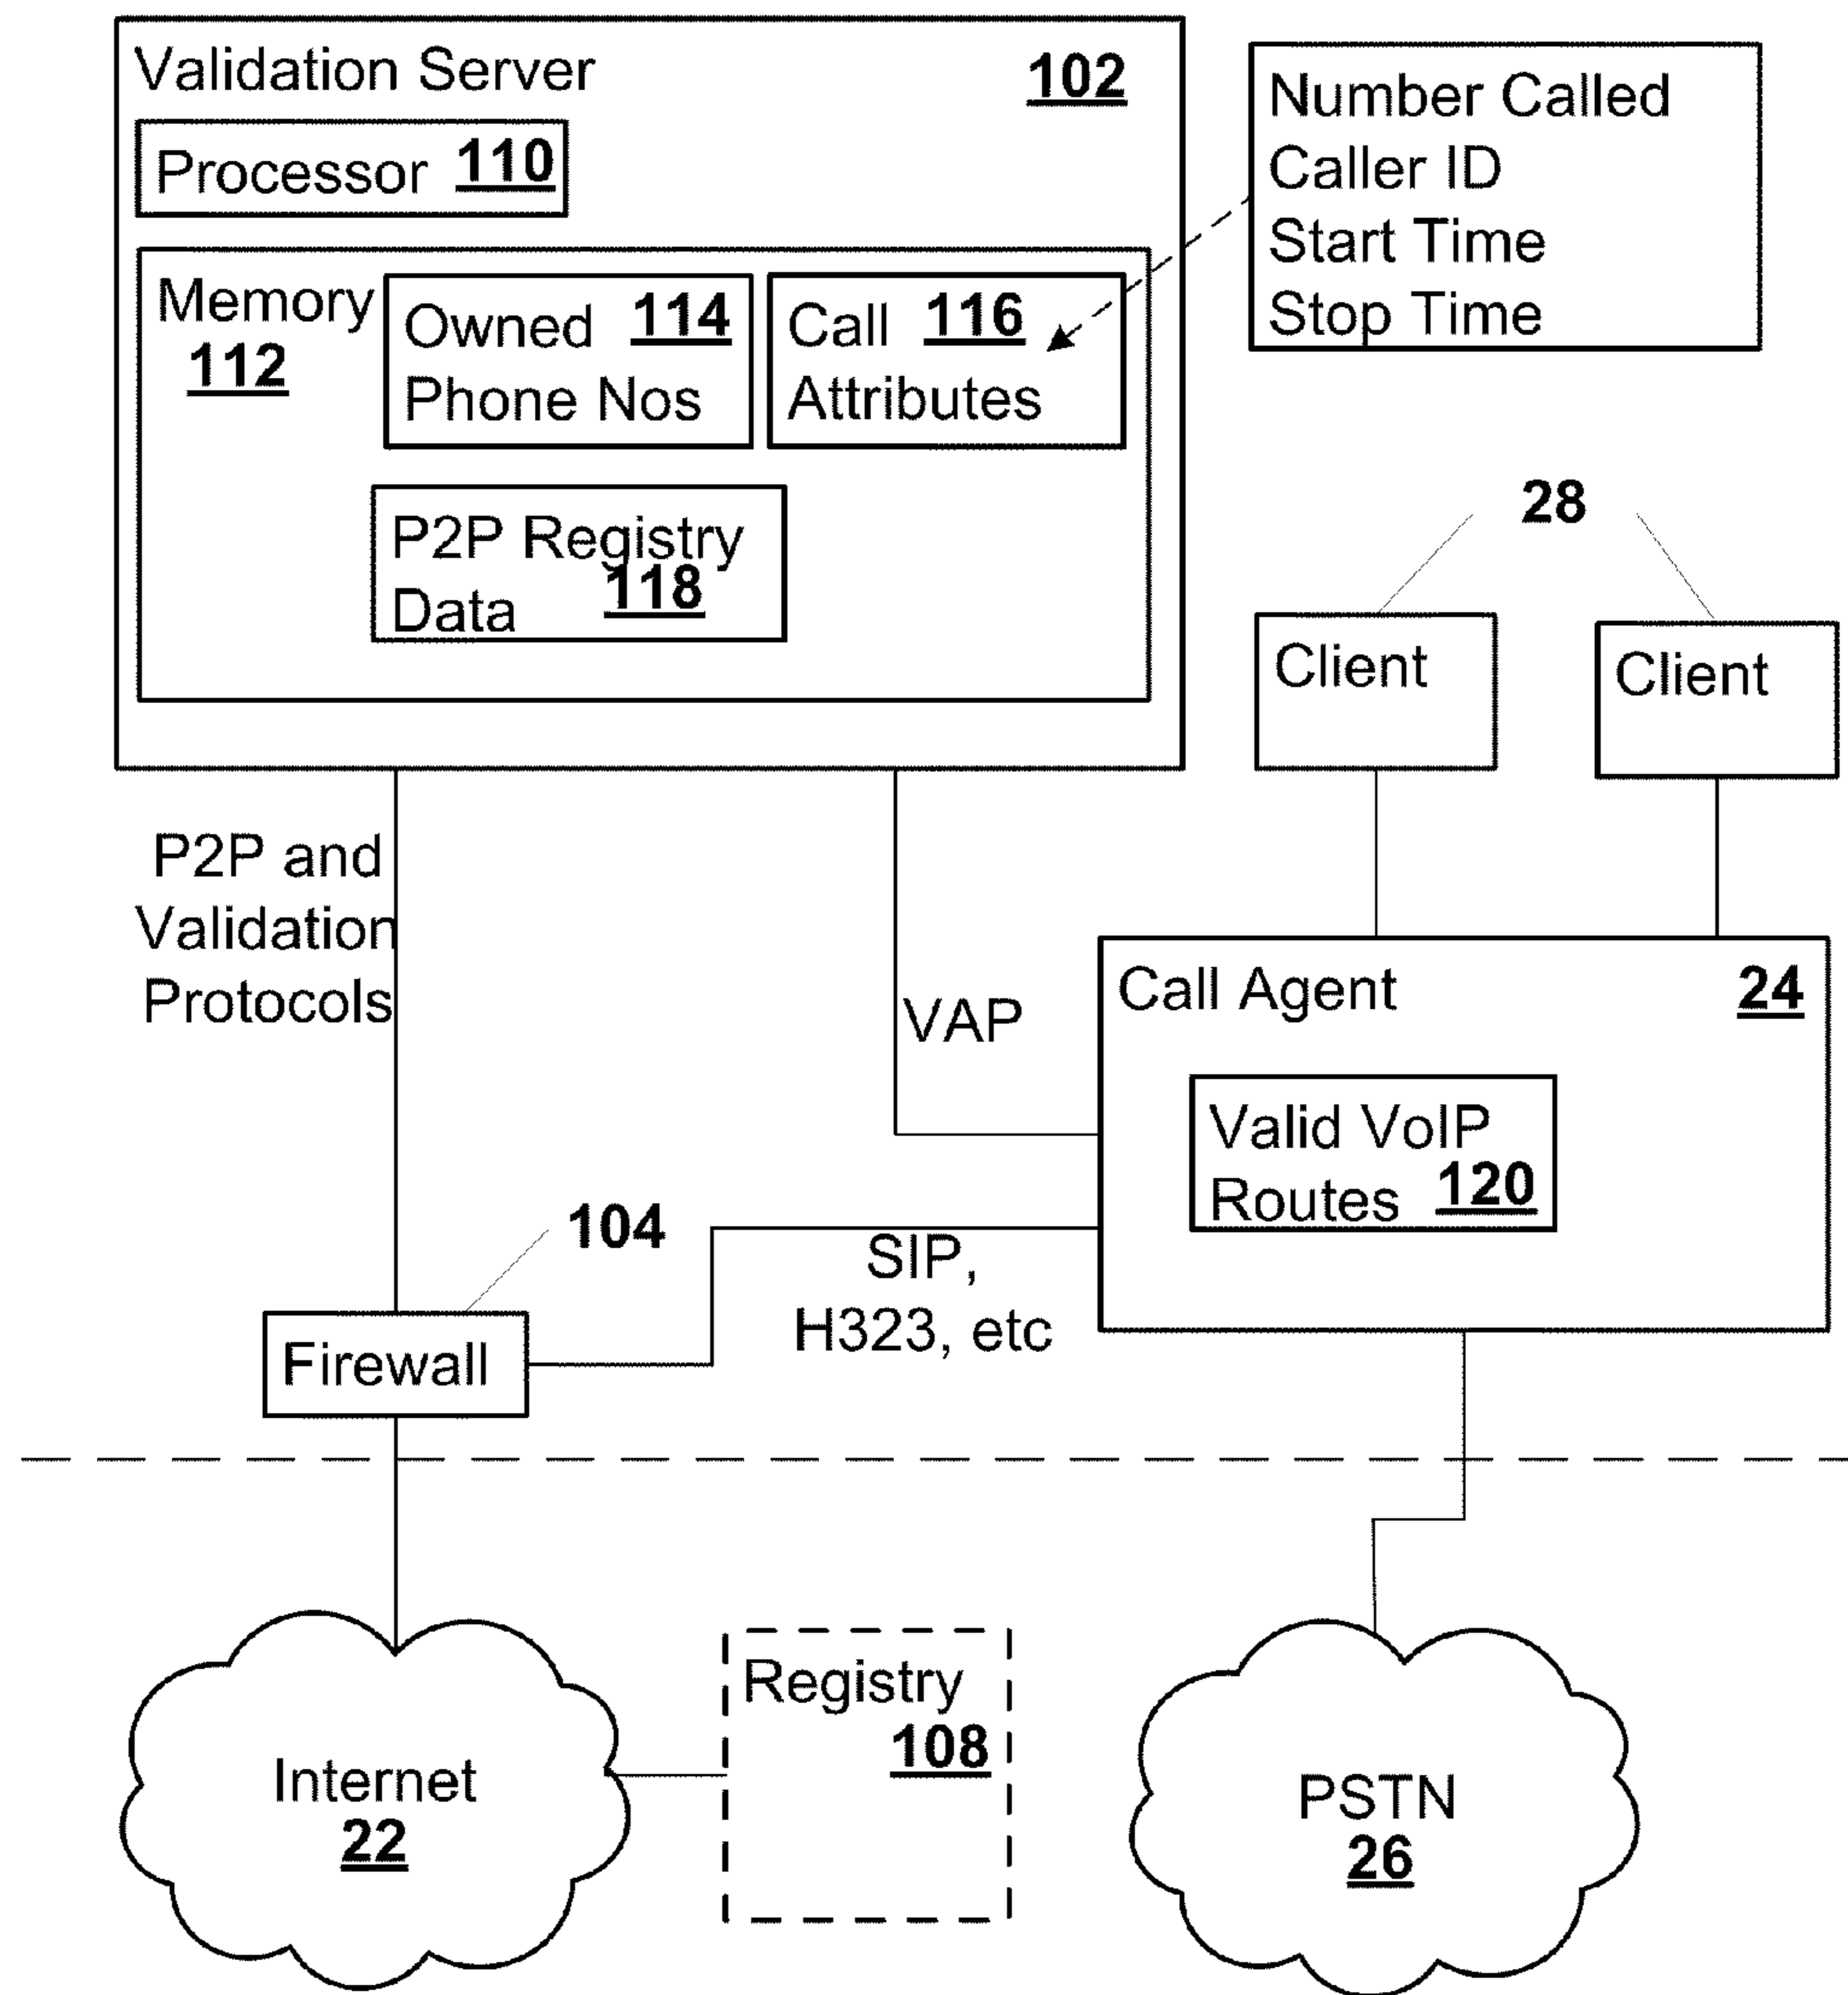 Validation Server 102
Processor 110
Memory
112
Owned 114
Phone Nos
Call 116
Attributes
P2P Registry
Data 118
Number Called
Caller ID
Start Time
Stop Time
28
Client
Client
P2P and
Validation
Protocols
VAP
Call Agent 24
Valid VoIP
Routes 120
104
SIP,
H323, etc
Firewall
Internet
22
Registry
108
PSTN
26